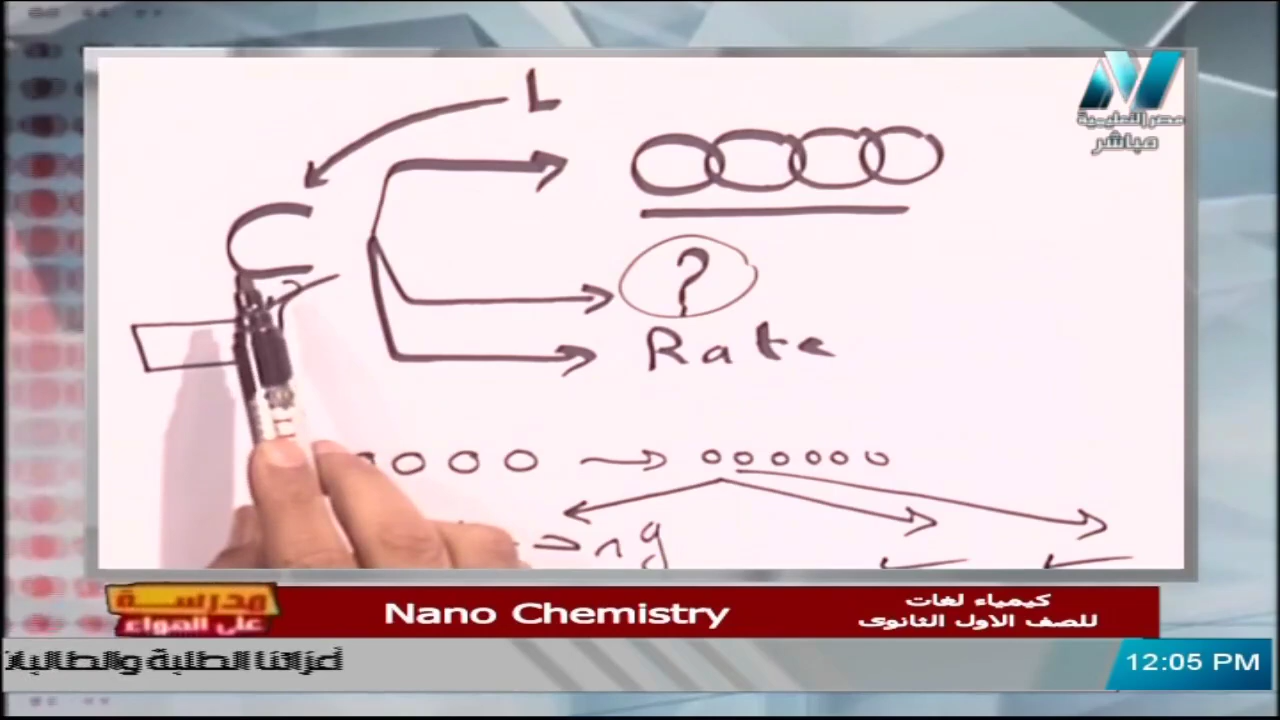 L
مصر التعليمية
مباشر
?
Rate
مدرسة
على الهواء
Nano Chemistry
كيمياء لغات
للصف الاول الثانوى
أعزائنا الطلبة والطالبات
12:05 PM